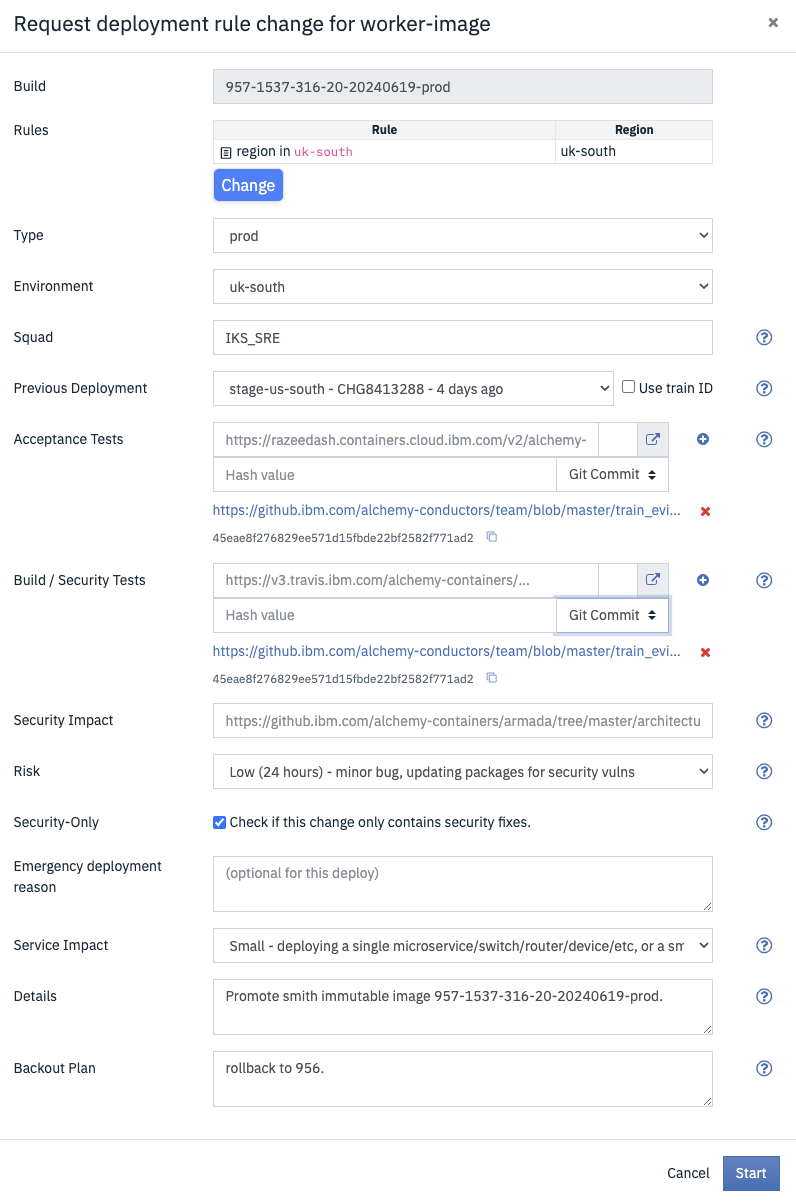 Request deployment rule change for worker-image
×
Build
957-1537-316-20-20240619-prod
Rules
Rule Region
region in uk-south uk-south
Change
Type
prod
Environment
uk-south
Squad
IKS_SRE
Previous Deployment
stage-us-south - CHG8413288 - 4 days ago
Use train ID
Acceptance Tests
https://razeedash.containers.cloud.ibm.com/v2/alchemy-
Hash value
Git Commit
https://github.ibm.com/alchemy-conductors/team/blob/master/train_evi...
45eae8f276829ee571d15fbde22bf2582f771ad2
Build / Security Tests
https://v3.travis.ibm.com/alchemy-containers/...
Hash value
Git Commit
https://github.ibm.com/alchemy-conductors/team/blob/master/train_evi...
45eae8f276829ee571d15fbde22bf2582f771ad2
Security Impact
https://github.ibm.com/alchemy-containers/armada/tree/master/architectu
Risk
Low (24 hours) - minor bug, updating packages for security vulns
Security-Only
Check if this change only contains security fixes.
Emergency deployment
reason
(optional for this deploy)
Service Impact
Small - deploying a single microservice/switch/router/device/etc, or a sm
Details
Promote smith immutable image 957-1537-316-20-20240619-prod.
Backout Plan
rollback to 956.
Cancel
Start